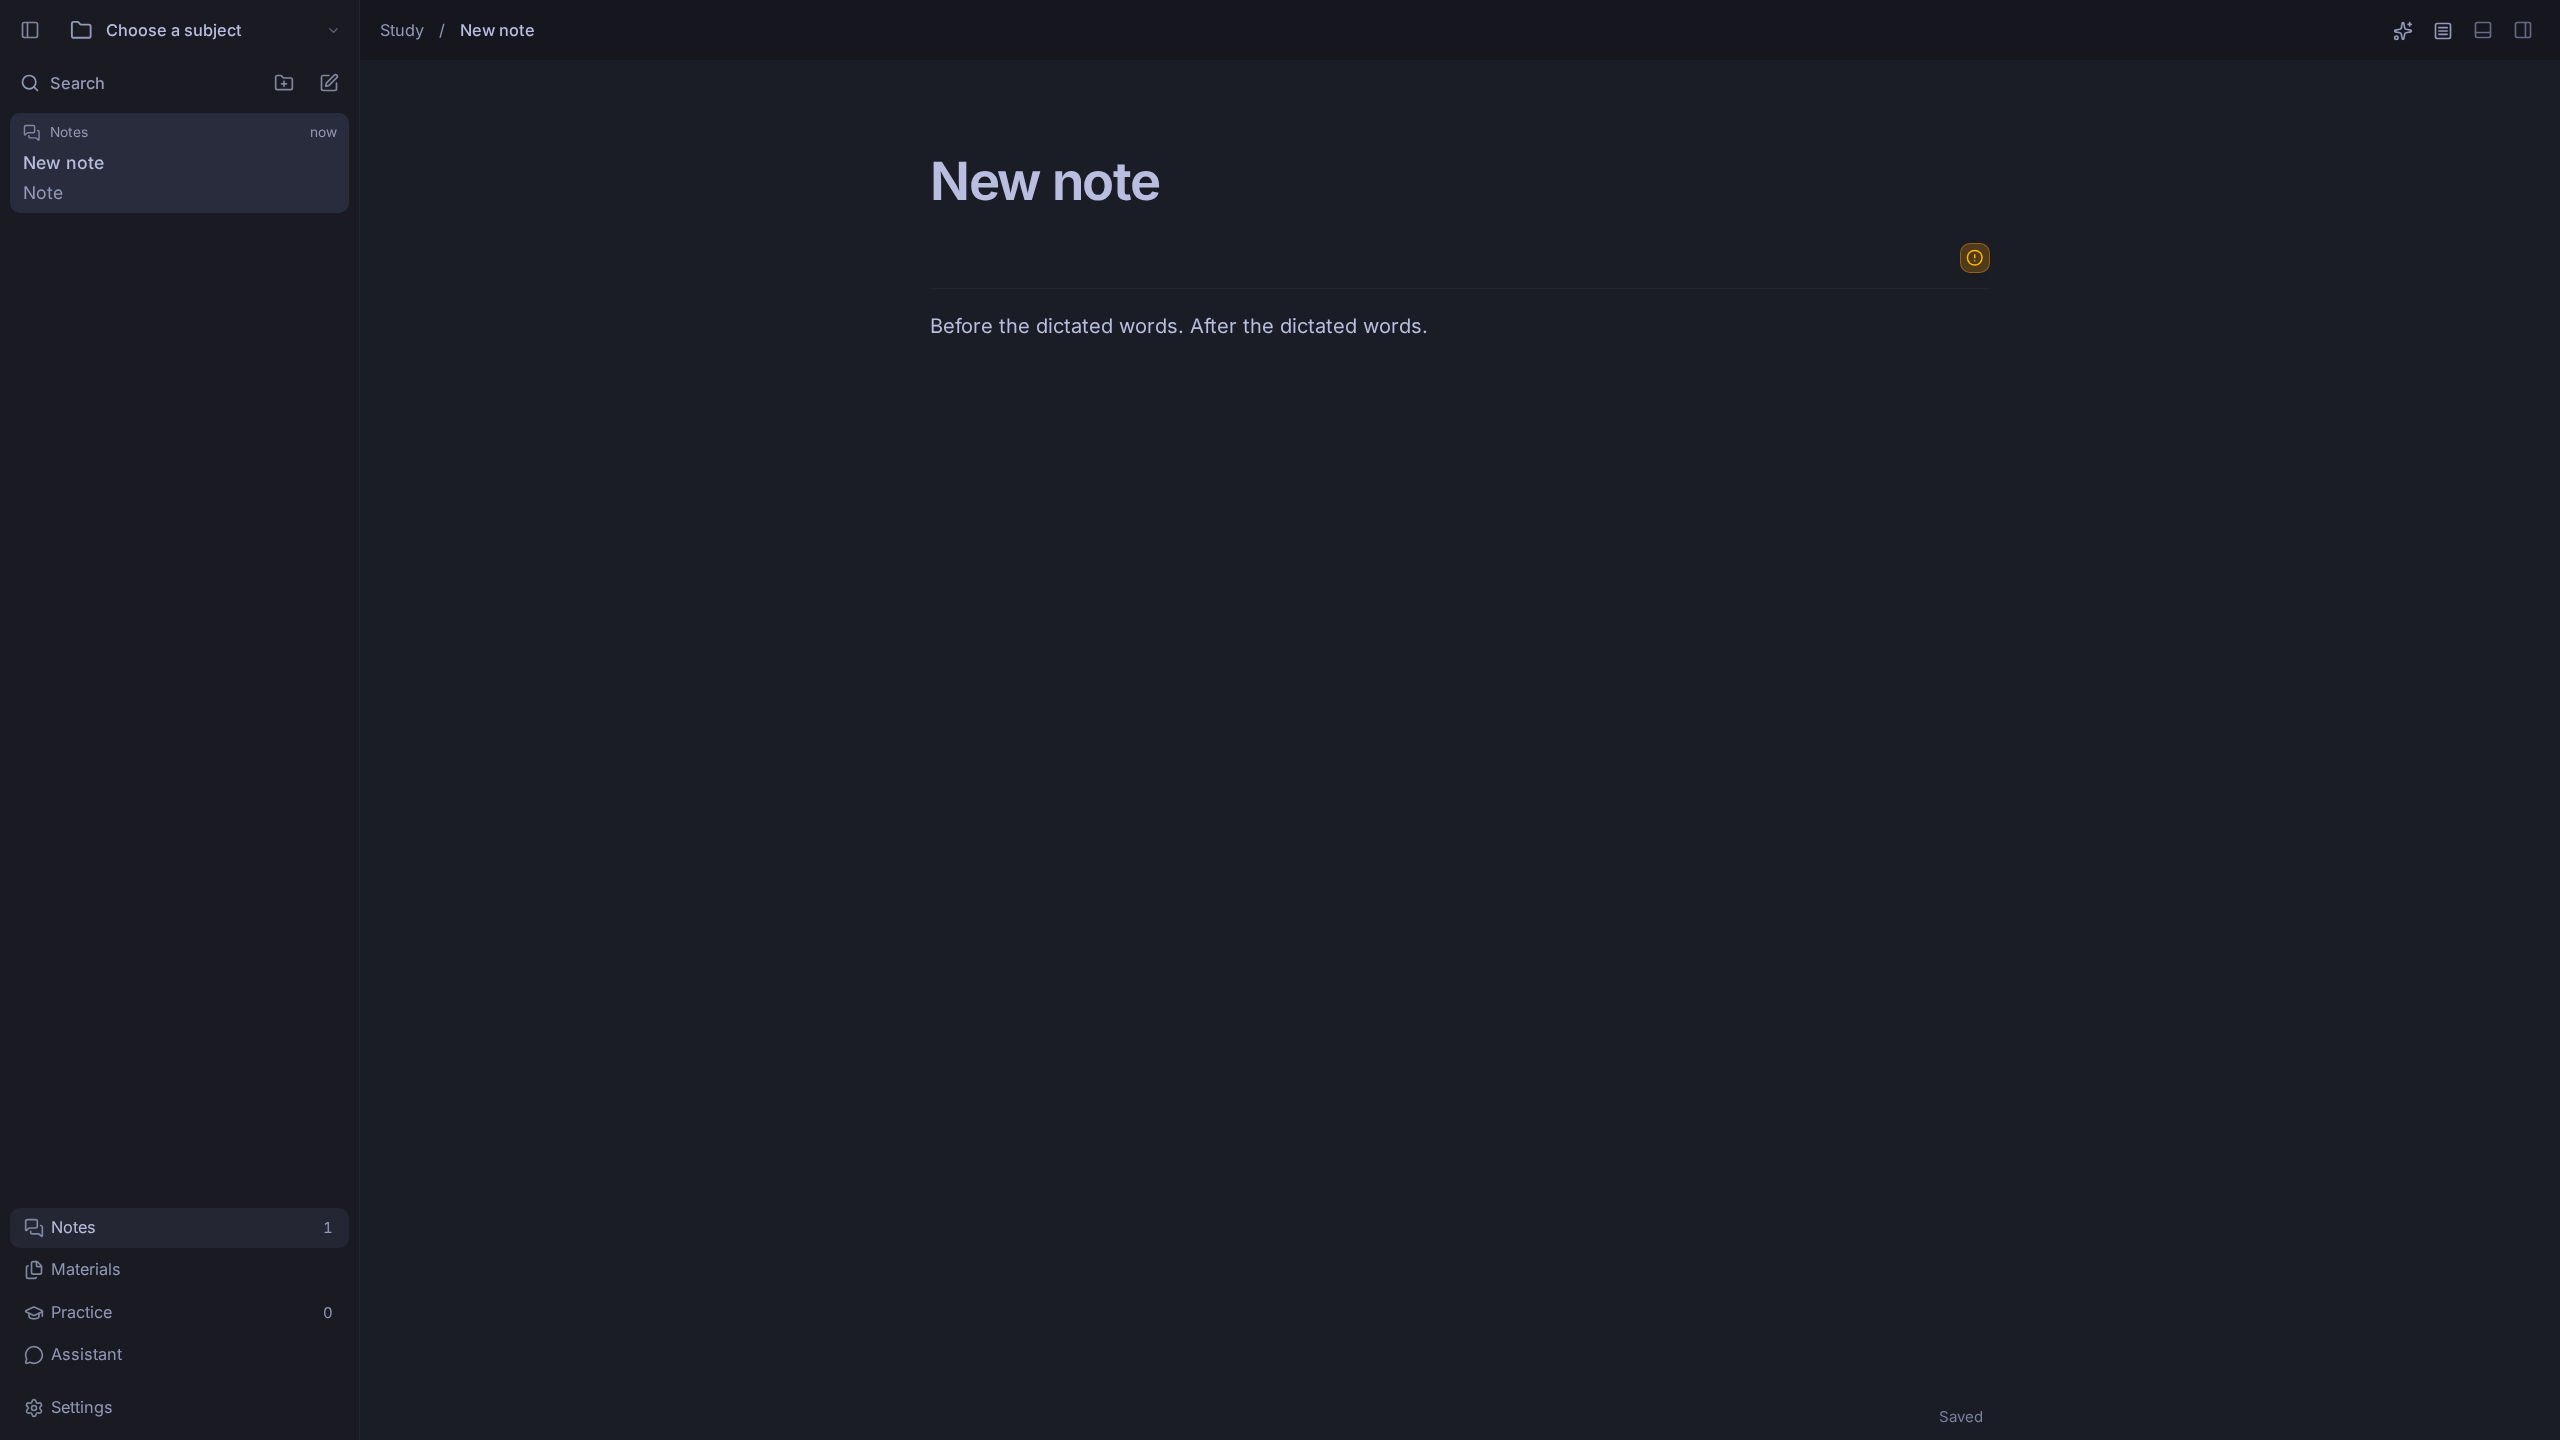 Choose a subject
Search
Notes now
New note
Note
Notes 1
Materials
Practice 0
Assistant
Settings
Study / New note
New note
Before the dictated words. After the dictated words.
Saved